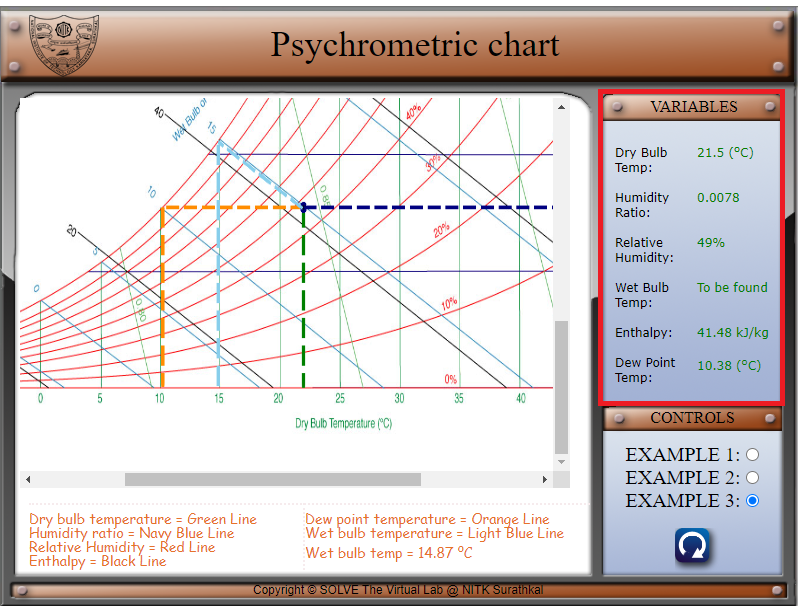 Psychrometric chart
40
Wet Bulb or
15
10
20
5
0
0.85
0.80
40%
30%
20%
10%
0%
0 5 10 15 20 25 30 35 40
Dry Bulb Temperature (°C)
VARIABLES
Dry Bulb Temp: 21.5 (°C)
Humidity Ratio: 0.0078
Relative Humidity: 49%
Wet Bulb Temp: To be found
Enthalpy: 41.48 kJ/kg
Dew Point Temp: 10.38 (°C)
CONTROLS
EXAMPLE 1:
EXAMPLE 2:
EXAMPLE 3:
Dry bulb temperature = Green Line
Humidity ratio = Navy Blue Line
Relative Humidity = Red Line
Enthalpy = Black Line
Dew point temperature = Orange Line
Wet bulb temperature = Light Blue Line
Wet bulb temp = 14.87 °C
Copyright © SOLVE The Virtual Lab @ NITK Surathkal